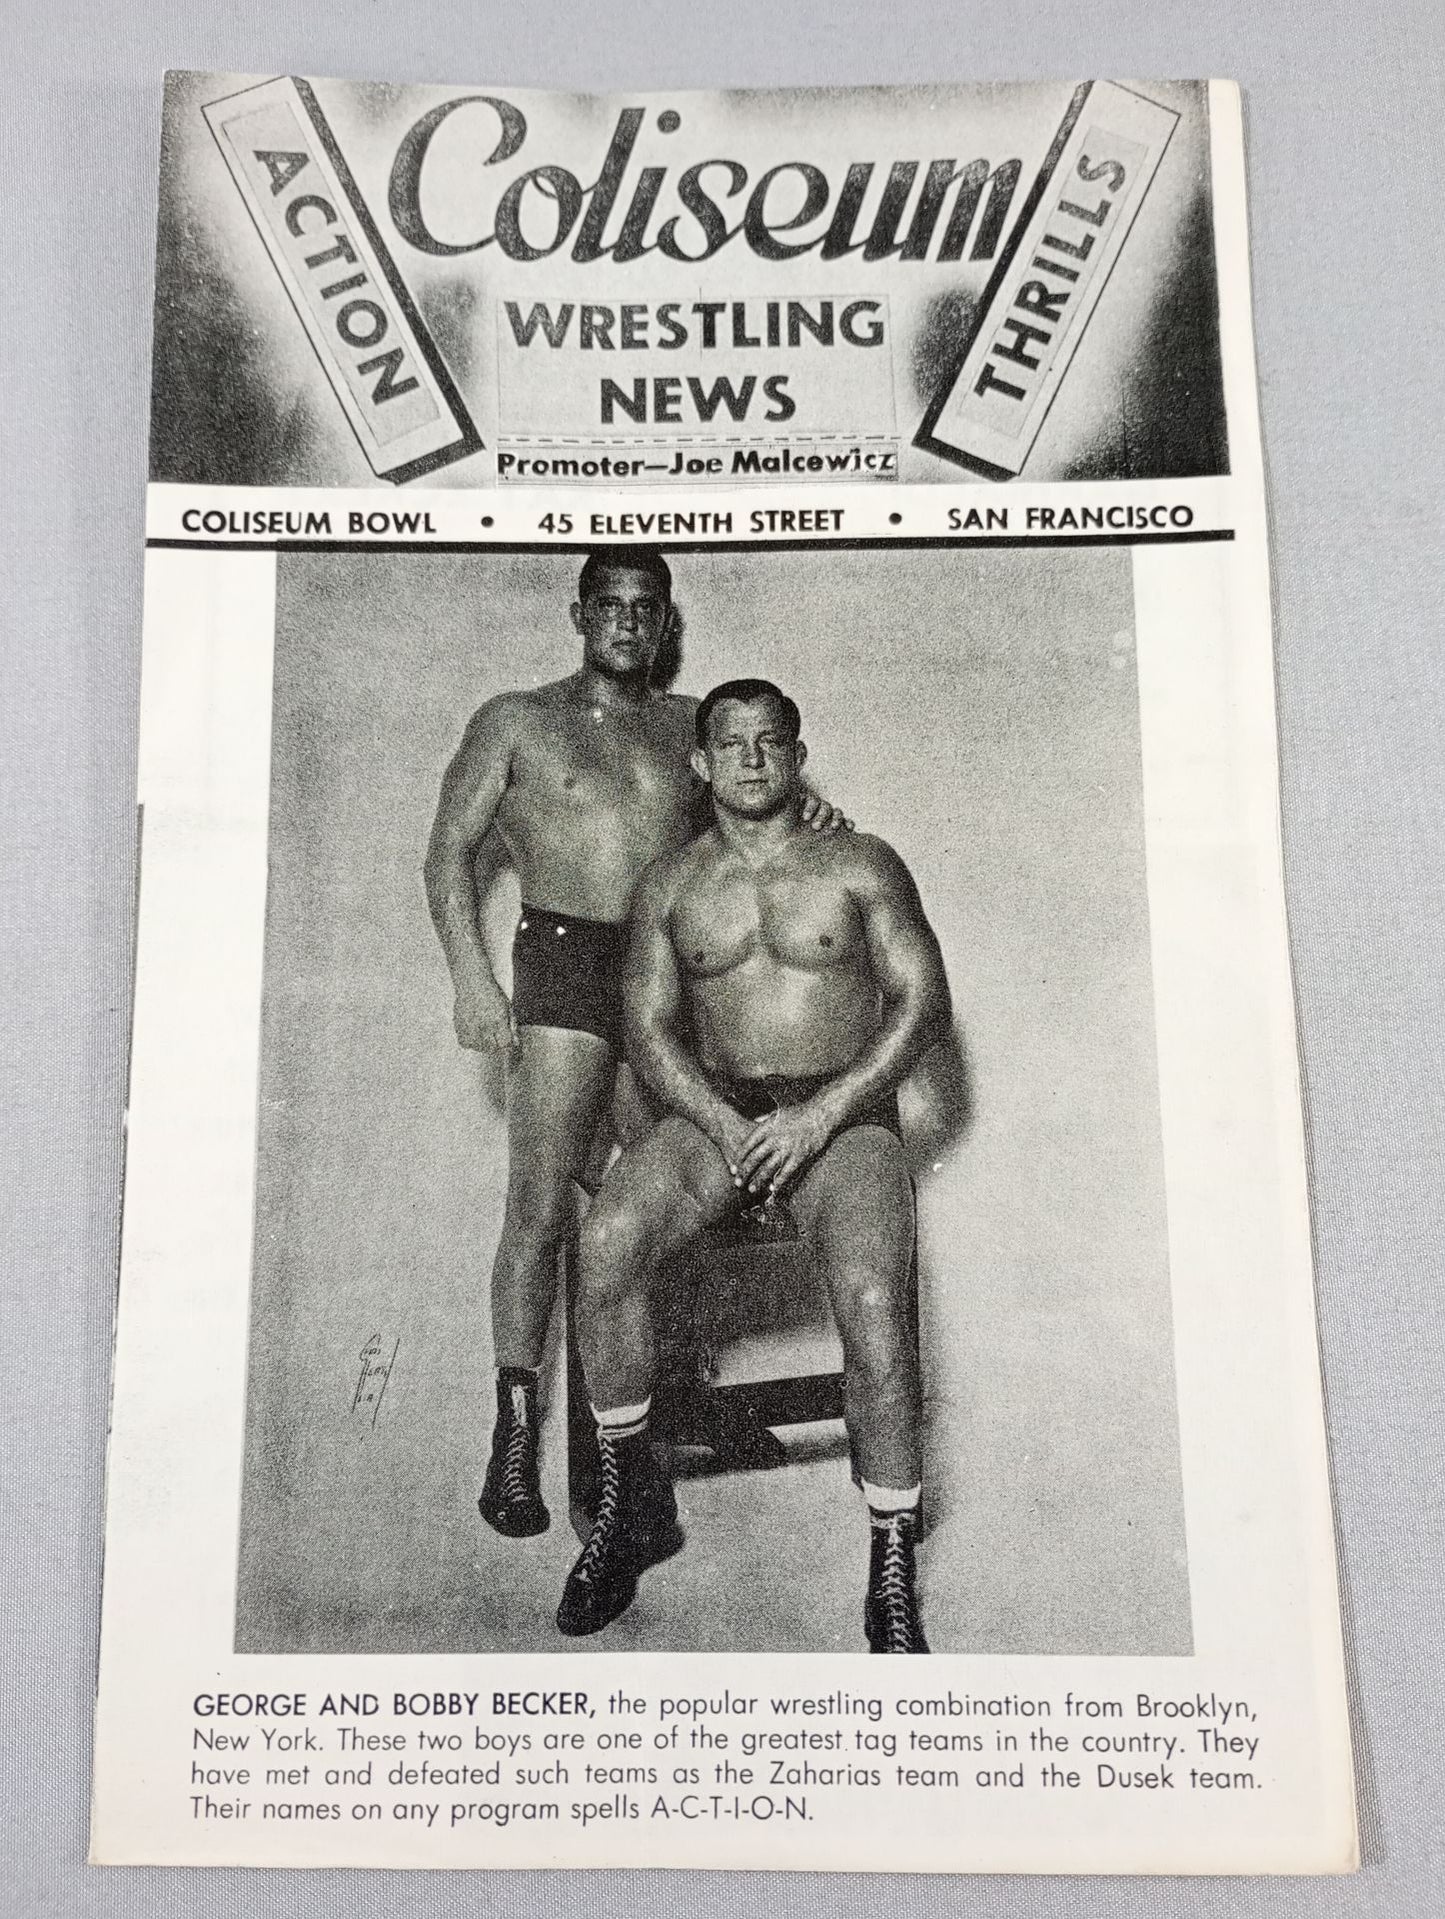 ACTION
Coliseum
THRILLS
WRESTLING
NEWS
Promoter—Joe Malcewicz
COLISEUM BOWL • 45 ELEVENTH STREET • SAN FRANCISCO
GEORGE AND BOBBY BECKER, the popular wrestling combination from Brooklyn,
New York. These two boys are one of the greatest tag teams in the country. They
have met and defeated such teams as the Zaharias team and the Dusek team.
Their names on any program spells A-C-T-I-O-N.